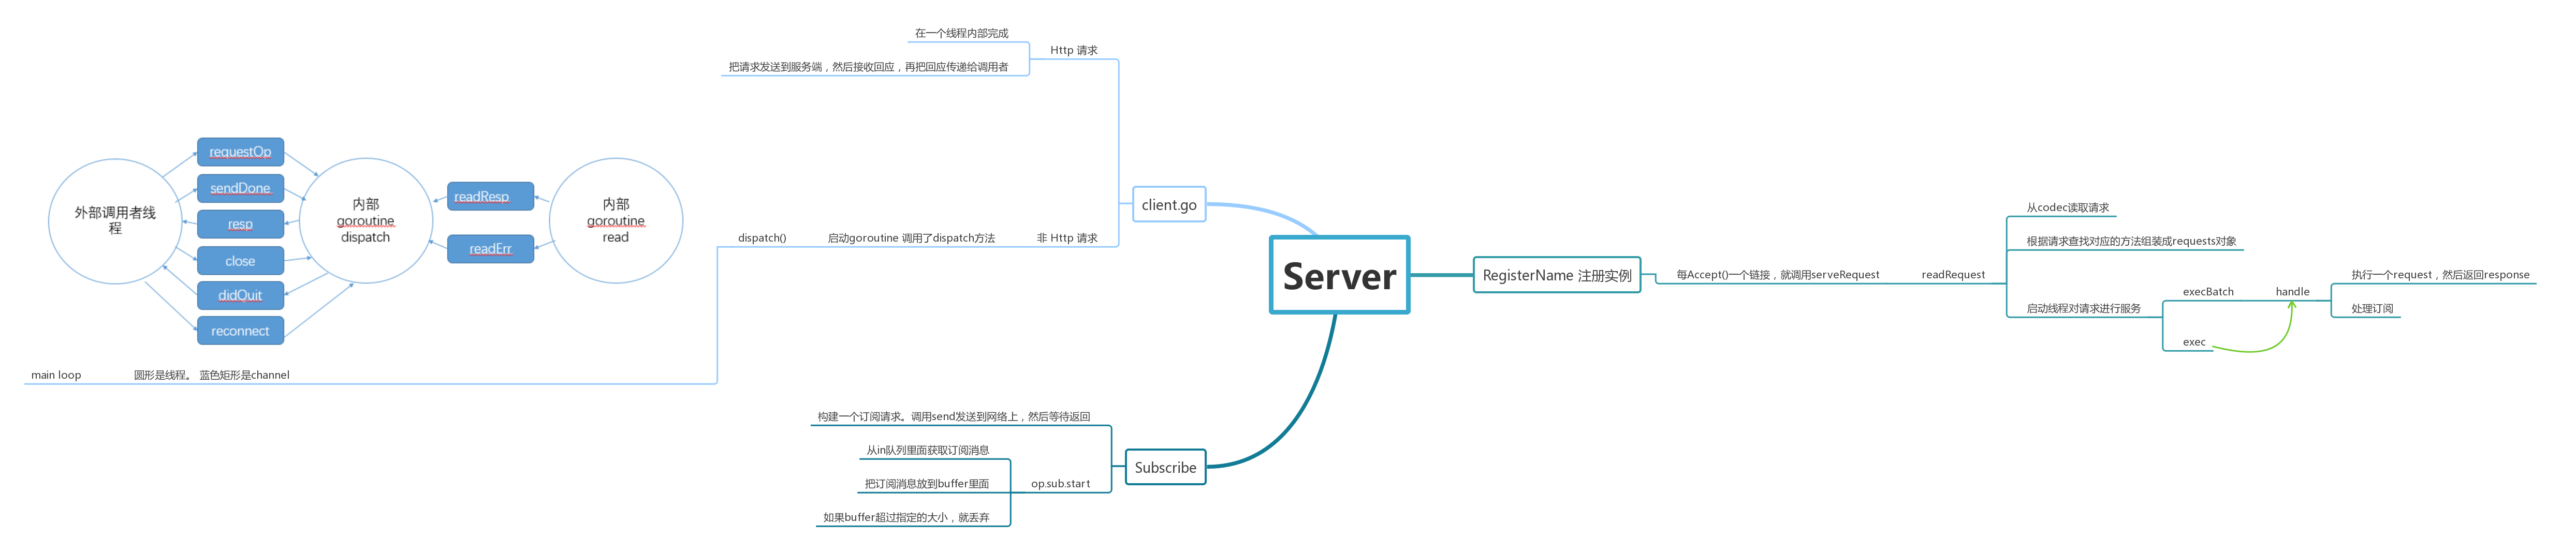 在一个线程内部完成
Http 请求
把请求发送到服务端，然后接收回应，再把回应传递给调用者
requestOp
sendDone
resp
close
didQuit
reconnect
外部调用者线
程
内部
goroutine
dispatch
readResp
readErr
内部
goroutine
read
client.go
dispatch()
启动goroutine 调用了dispatch方法
非 Http 请求
main loop
圆形是线程。 蓝色矩形是channel
Server
RegisterName 注册实例
每Accept()一个链接，就调用serveRequest
readRequest
从codec读取请求
根据请求查找对应的方法组装成requests对象
启动线程对请求进行服务
execBatch
handle
执行一个request，然后返回response
处理订阅
exec
构建一个订阅请求。调用send发送到网络上，然后等待返回
Subscribe
从in队列里面获取订阅消息
把订阅消息放到buffer里面
op.sub.start
如果buffer超过指定的大小，就丢弃